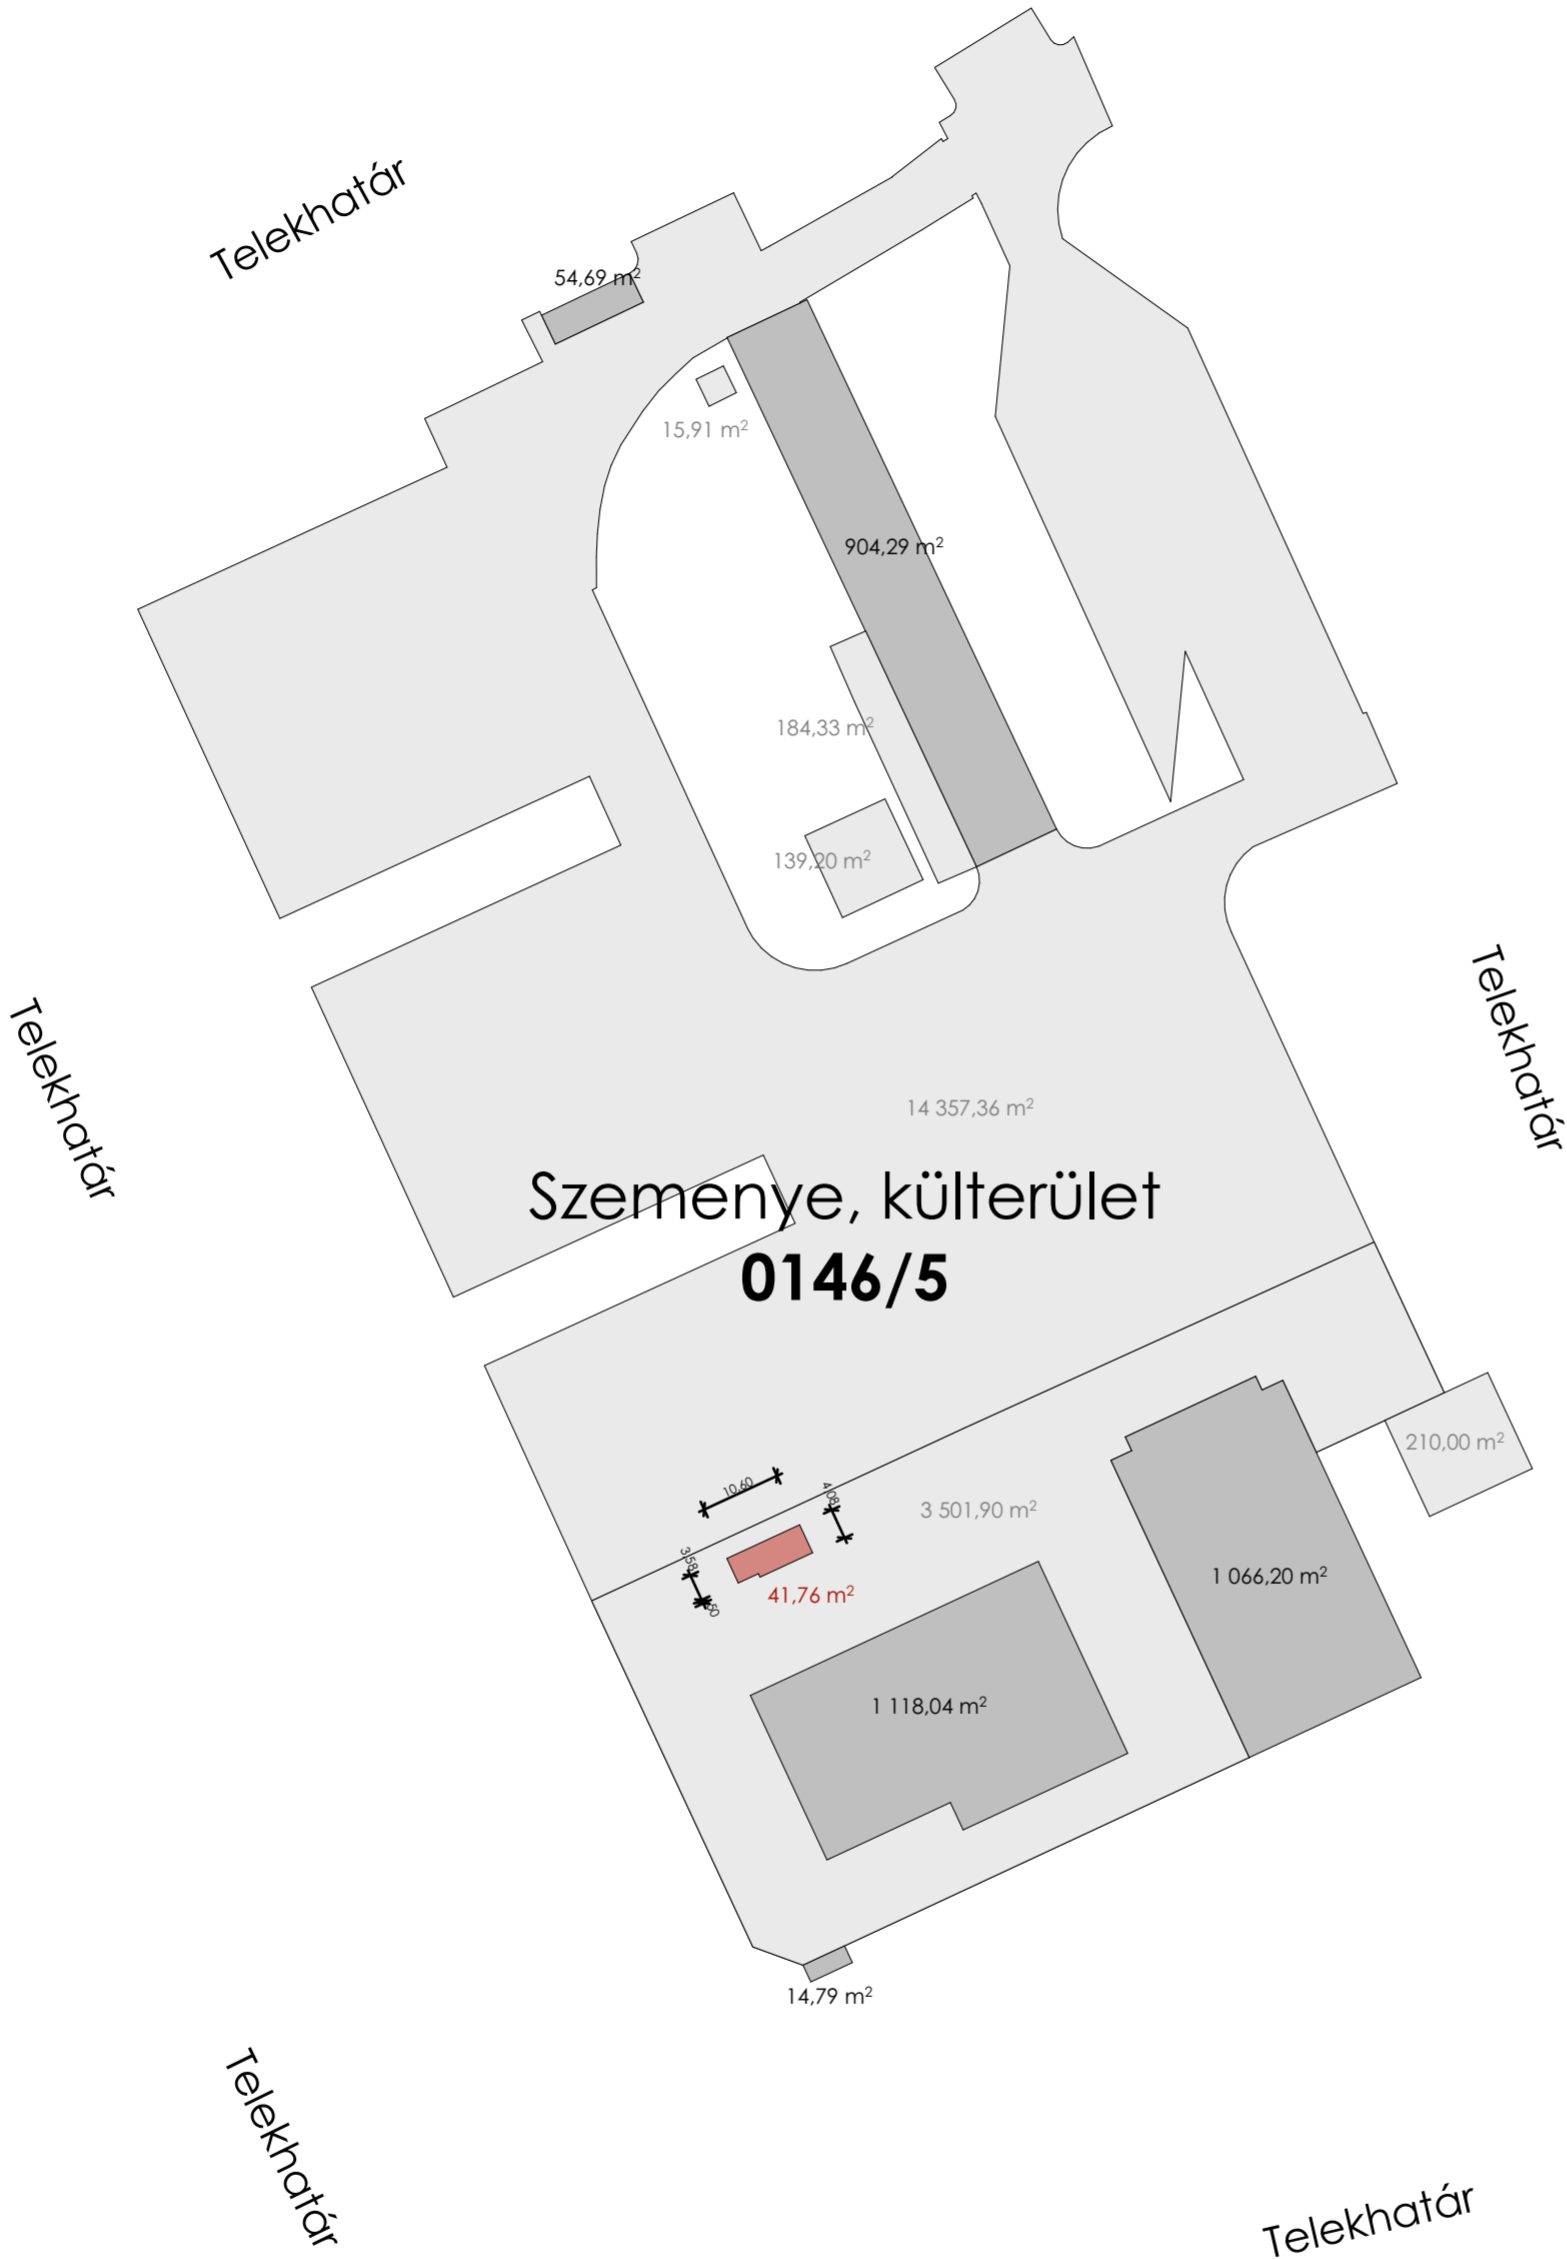 Telekhatár
54,69 m²
15,91 m²
904,29 m²
184,33 m²
139,20 m²
Telekhatár
Telekhatár
14 357,36 m²
Szemenye, külterület
0146/5
210,00 m²
10,60
4,08
3 501,90 m²
3,58
50
41,76 m²
1 066,20 m²
1 118,04 m²
14,79 m²
Telekhatár
Telekhatár